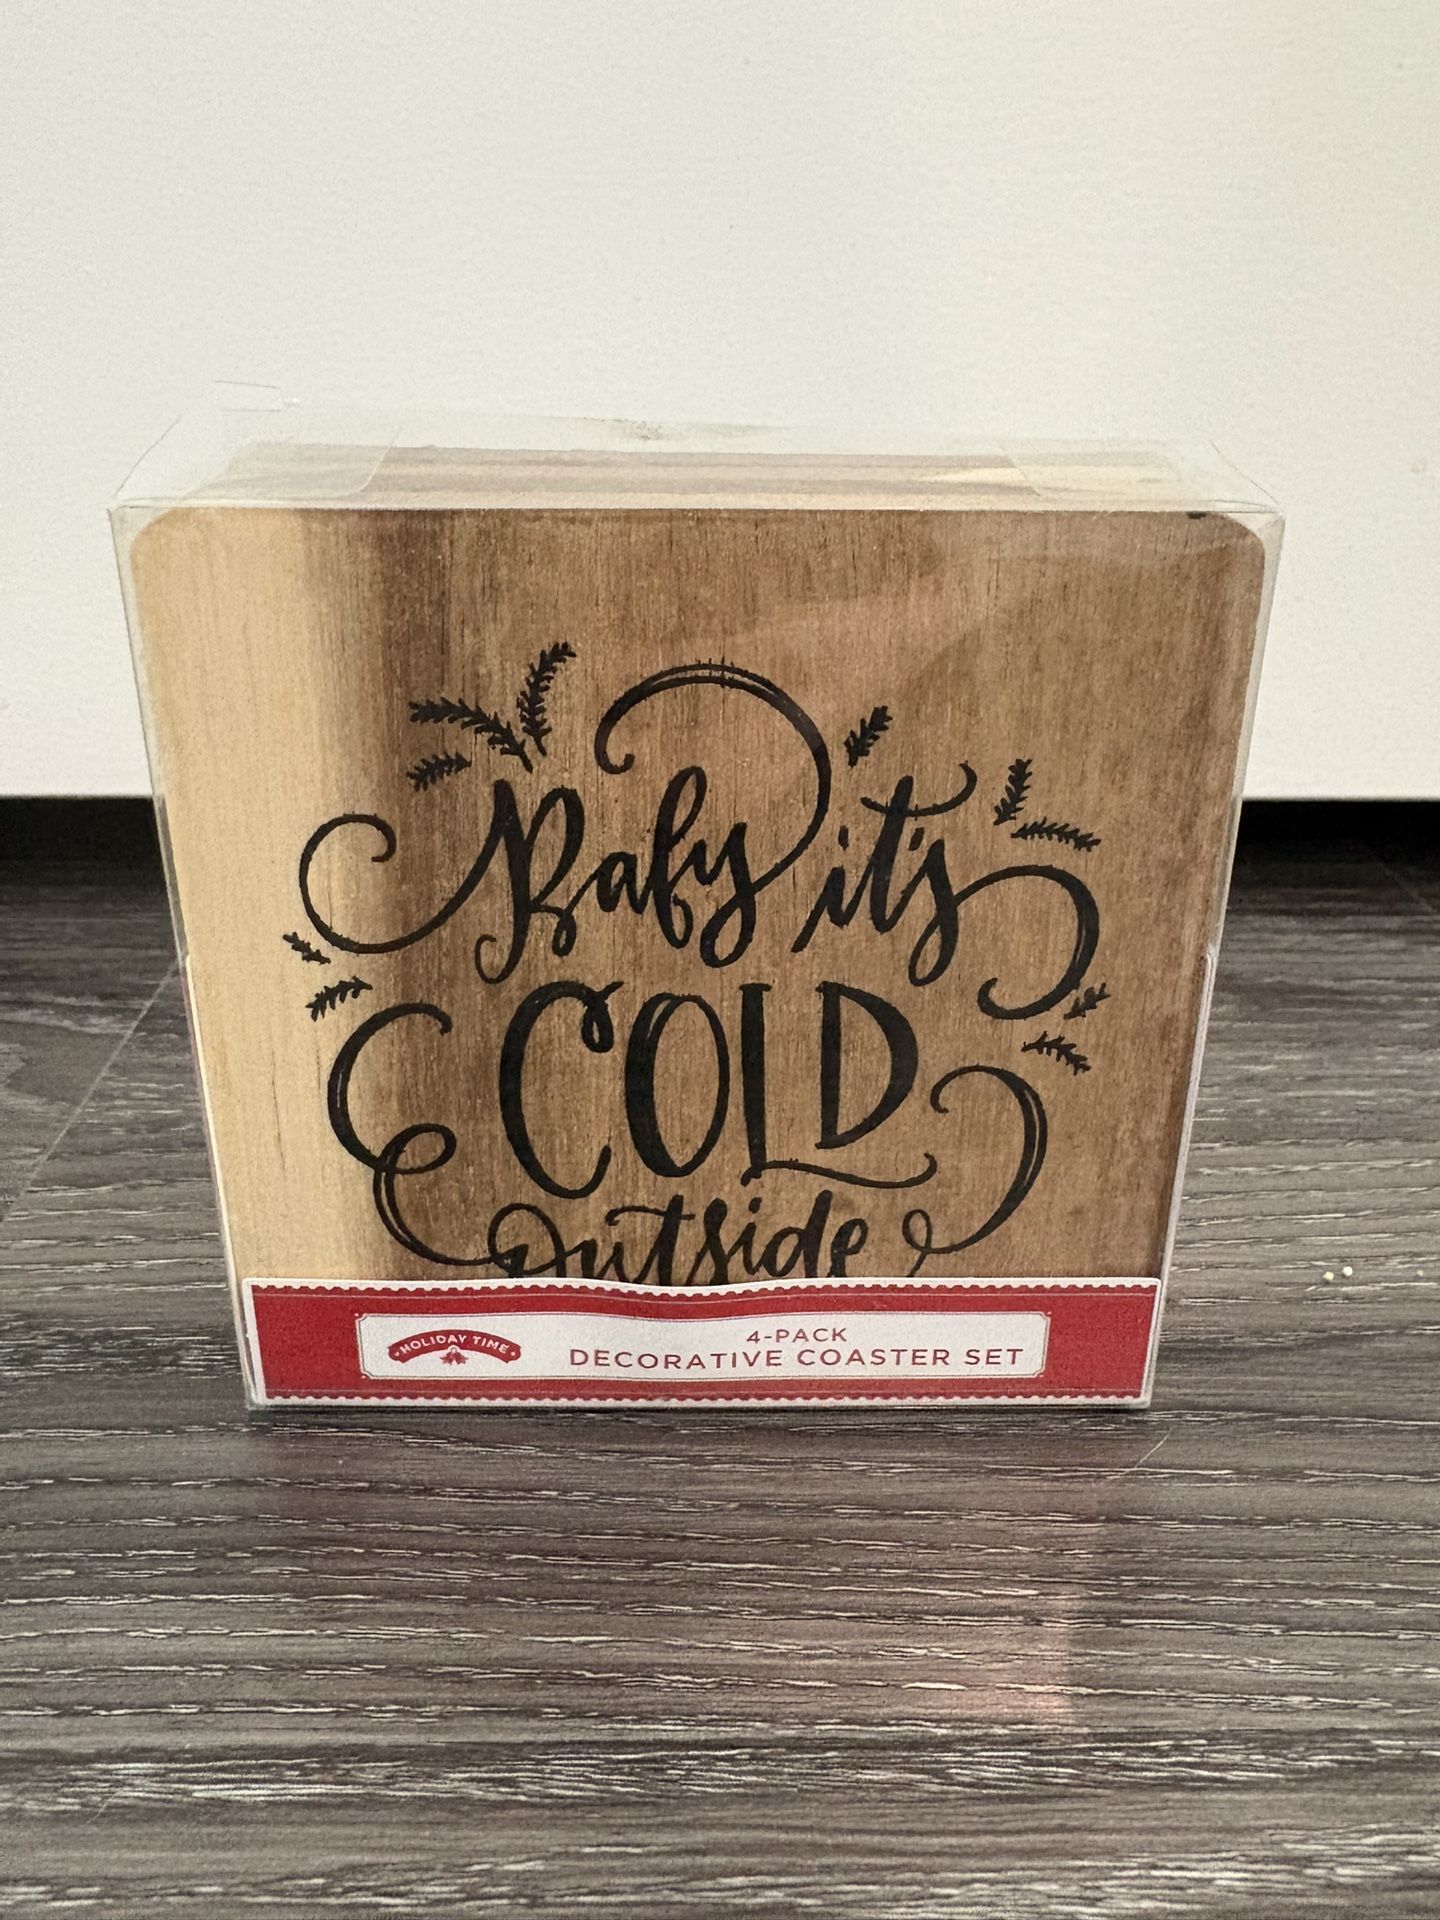 Baby it's
COLD
outside
HOLIDAY TIME
4-PACK
DECORATIVE COASTER SET